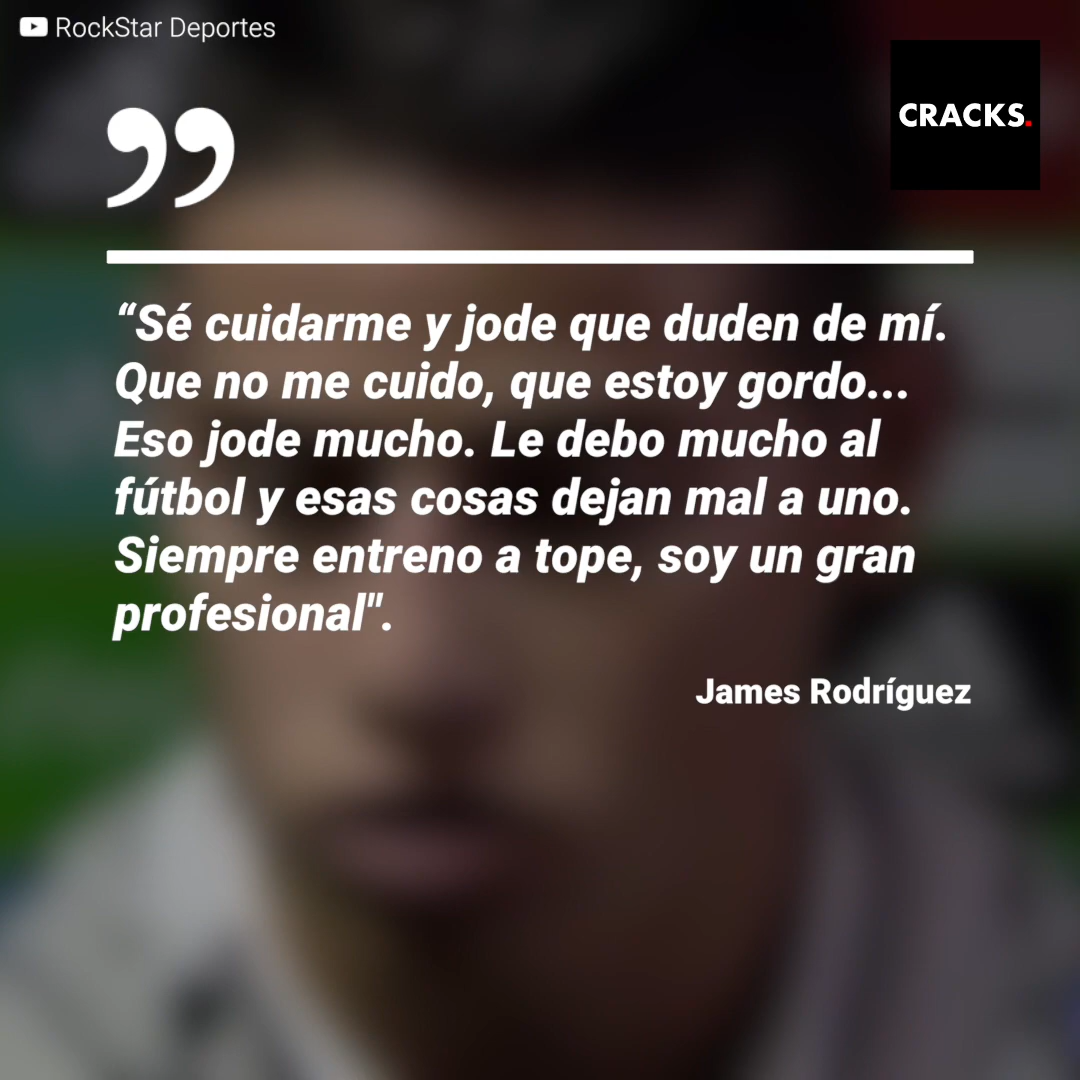 RockStar Deportes
CRACKS.
”
“Sé cuidarme y jode que duden de mí.
Que no me cuido, que estoy gordo...
Eso jode mucho. Le debo mucho al
fútbol y esas cosas dejan mal a uno.
Siempre entreno a tope, soy un gran
profesional".
James Rodríguez